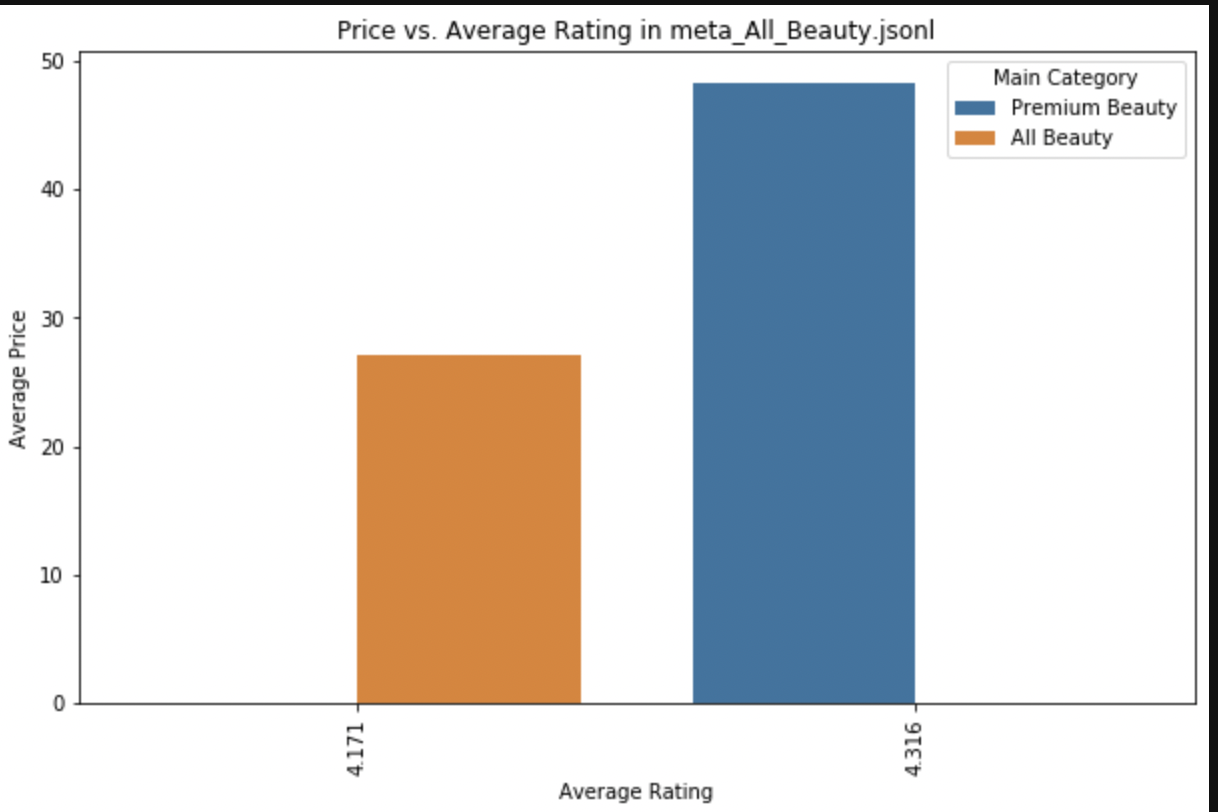 Price vs. Average Rating in meta_All_Beauty.jsonl
Main Category
Premium Beauty
All Beauty
Average Price
50
40
30
20
10
0
4.171
4.316
Average Rating